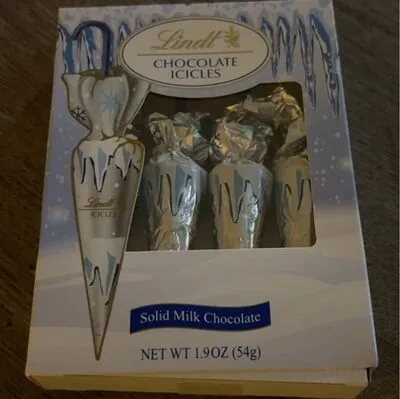 Lindt
CHOCOLATE
ICICLES
Lindt
ICICLES
Solid Milk Chocolate
NET WT 1.9OZ (54g)